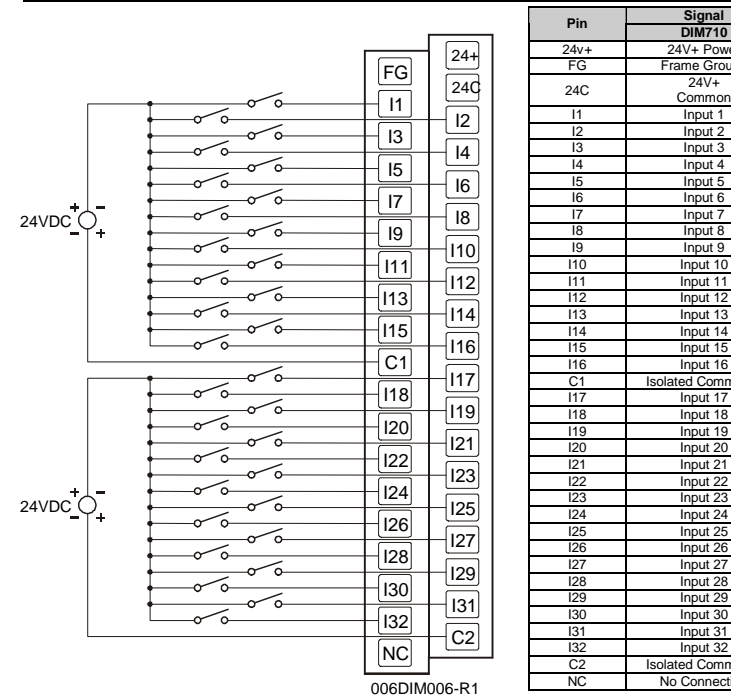 FG
I1
I3
I5
I7
I9
I11
I13
I15
C1
I18
I20
I22
I24
I26
I28
I30
I32
NC
24+
24C
I2
I4
I6
I8
I10
I12
I14
I16
I17
I19
I21
I23
I25
I27
I29
I31
C2
+ −
24VDC
− +
+ −
24VDC
− +
006DIM006-R1
Pin Signal
DIM710
24v+ 24V+
FG Frame
24C 24V+
Common
I1 Input 1
I2 Input 2
I3 Input 3
I4 Input 4
I5 Input 5
I6 Input 6
I7 Input 7
I8 Input 8
I9 Input 9
I10 Input 10
I11 Input 11
I12 Input 12
I13 Input 13
I14 Input 14
I15 Input 15
I16 Input 16
C1 Isolated
I17 Input 17
I18 Input 18
I19 Input 19
I20 Input 20
I21 Input 21
I22 Input 22
I23 Input 23
I24 Input 24
I25 Input 25
I26 Input 26
I27 Input 27
I28 Input 28
I29 Input 29
I30 Input 30
I31 Input 31
I32 Input 32
C2 Isolated
NC No